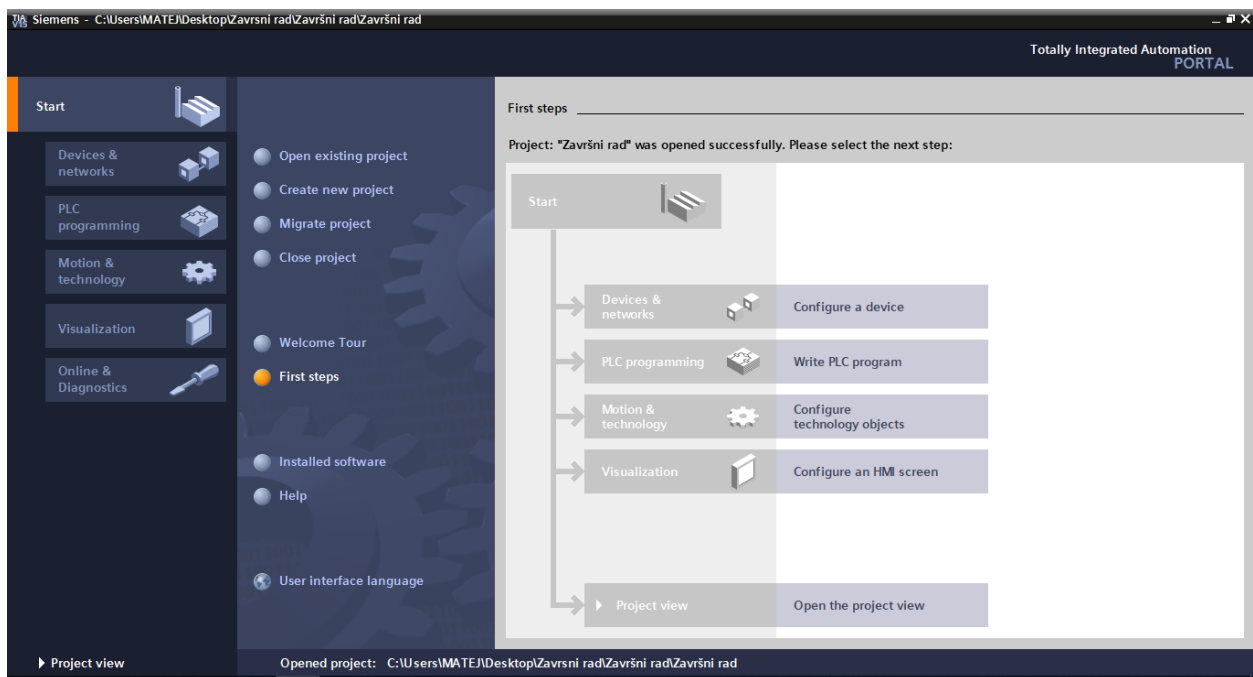 TIA V15 Siemens - C:\Users\MATEJ\Desktop\Zavrsni rad\Završni rad\Završni rad
Totally Integrated Automation
PORTAL
Start
Devices &
networks
PLC
programming
Motion &
technology
Visualization
Online &
Diagnostics
Open existing project
Create new project
Migrate project
Close project
Welcome Tour
First steps
Installed software
Help
User interface language
First steps
Project: "Završni rad" was opened successfully. Please select the next step:
Start
Devices &
networks
Configure a device
PLC programming
Write PLC program
Motion &
technology
Configure
technology objects
Visualization
Configure an HMI screen
Project view
Open the project view
Project view
Opened project: C:\Users\MATEJ\Desktop\Zavrsni rad\Završni rad\Završni rad